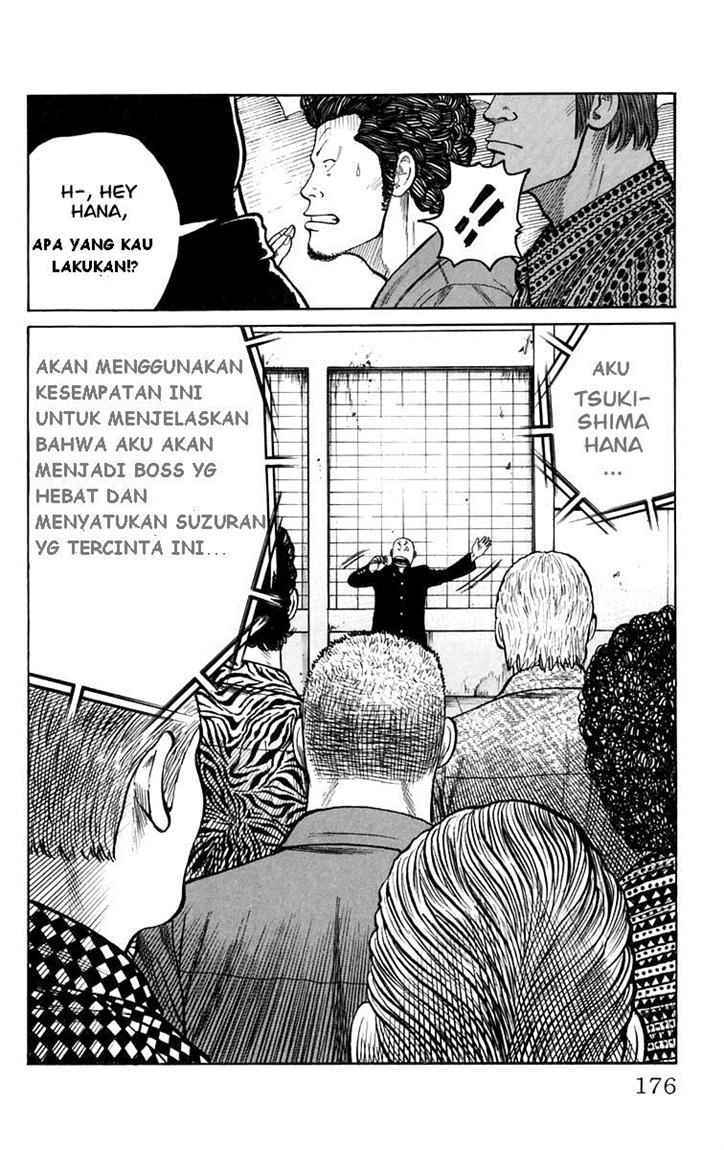 H-, HEY
HANA,
APA YANG KAU
LAKUKAN!?
!!
AKU
TSUKI-
SHIMA
HANA
...
AKAN MENGGUNAKAN
KESEMPATAN INI
UNTUK MENJELASKAN
BAHWA AKU AKAN
MENJADI BOSS YG
HEBAT DAN
MENYATUKAN SUZURAN
YG TERCINTA INI...
176